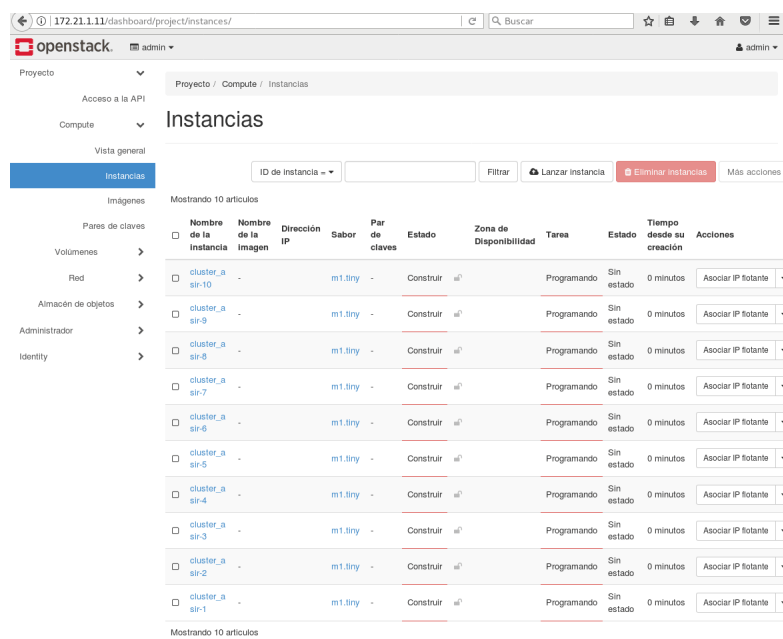 172.21.1.11/dashboard/project/instances/
Buscar
openstack. admin
admin
Proyecto
Acceso a la API
Compute
Vista general
Instancias
Imágenes
Pares de claves
Volúmenes
Red
Almacén de objetos
Administrador
Identity
Proyecto / Compute / Instancias
Instancias
ID de instancia = Filtrar Lanzar instancia Eliminar instancias Más acciones
Mostrando 10 articulos
Nombre de la instancia Nombre de la imagen Dirección IP Sabor Par de claves Estado Zona de Disponibilidad Tarea Estado Tiempo desde su creación Acciones
cluster_asir-10 - m1.tiny - Construir Programando Sin estado 0 minutos Asociar IP flotante
cluster_asir-9 - m1.tiny - Construir Programando Sin estado 0 minutos Asociar IP flotante
cluster_asir-8 - m1.tiny - Construir Programando Sin estado 0 minutos Asociar IP flotante
cluster_asir-7 - m1.tiny - Construir Programando Sin estado 0 minutos Asociar IP flotante
cluster_asir-6 - m1.tiny - Construir Programando Sin estado 0 minutos Asociar IP flotante
cluster_asir-5 - m1.tiny - Construir Programando Sin estado 0 minutos Asociar IP flotante
cluster_asir-4 - m1.tiny - Construir Programando Sin estado 0 minutos Asociar IP flotante
cluster_asir-3 - m1.tiny - Construir Programando Sin estado 0 minutos Asociar IP flotante
cluster_asir-2 - m1.tiny - Construir Programando Sin estado 0 minutos Asociar IP flotante
cluster_asir-1 - m1.tiny - Construir Programando Sin estado 0 minutos Asociar IP flotante
Mostrando 10 articulos